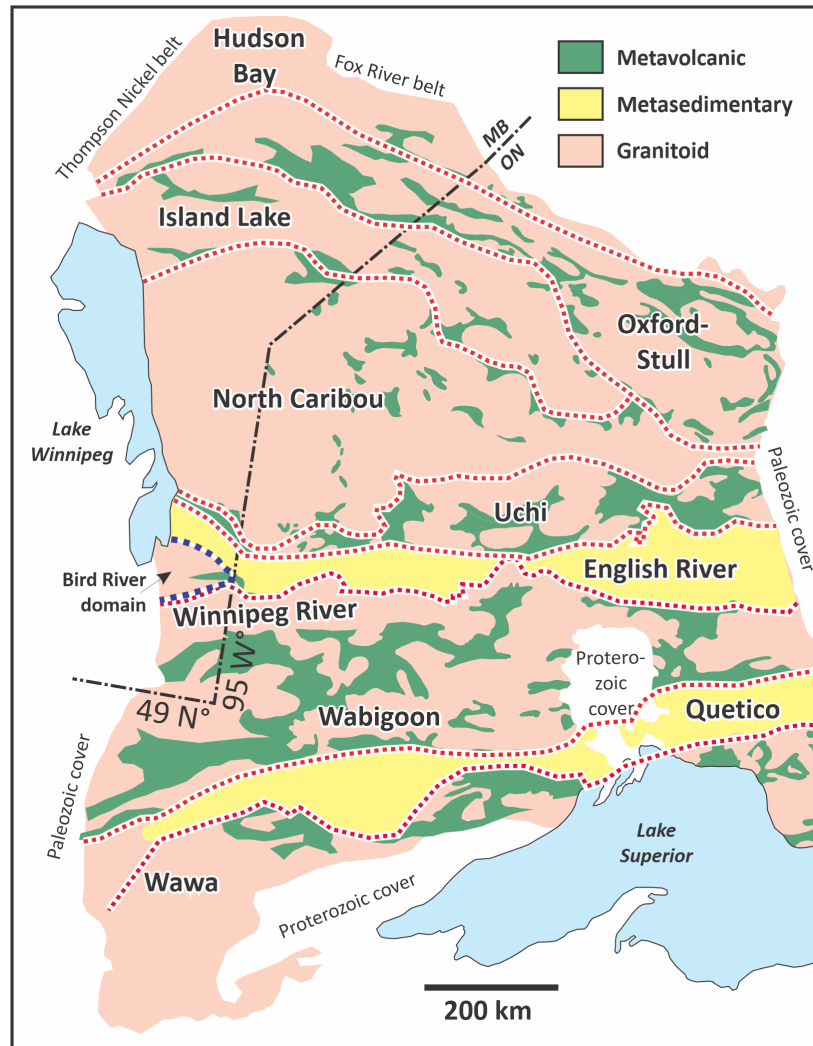 Hudson
Bay
Fox River belt
Thompson Nickel belt
Metavolcanic
Metasedimentary
Granitoid
MB
ON
Island Lake
Oxford-
Stull
North Caribou
Lake
Winnipeg
Uchi
Paleozoic cover
English River
Bird River
domain
Winnipeg River
95 W°
49 N°
Proterozo-
zoic
cover
Wabigoon
Quetico
Paleozoic cover
Lake
Superior
Wawa
Proterozoic cover
200 km